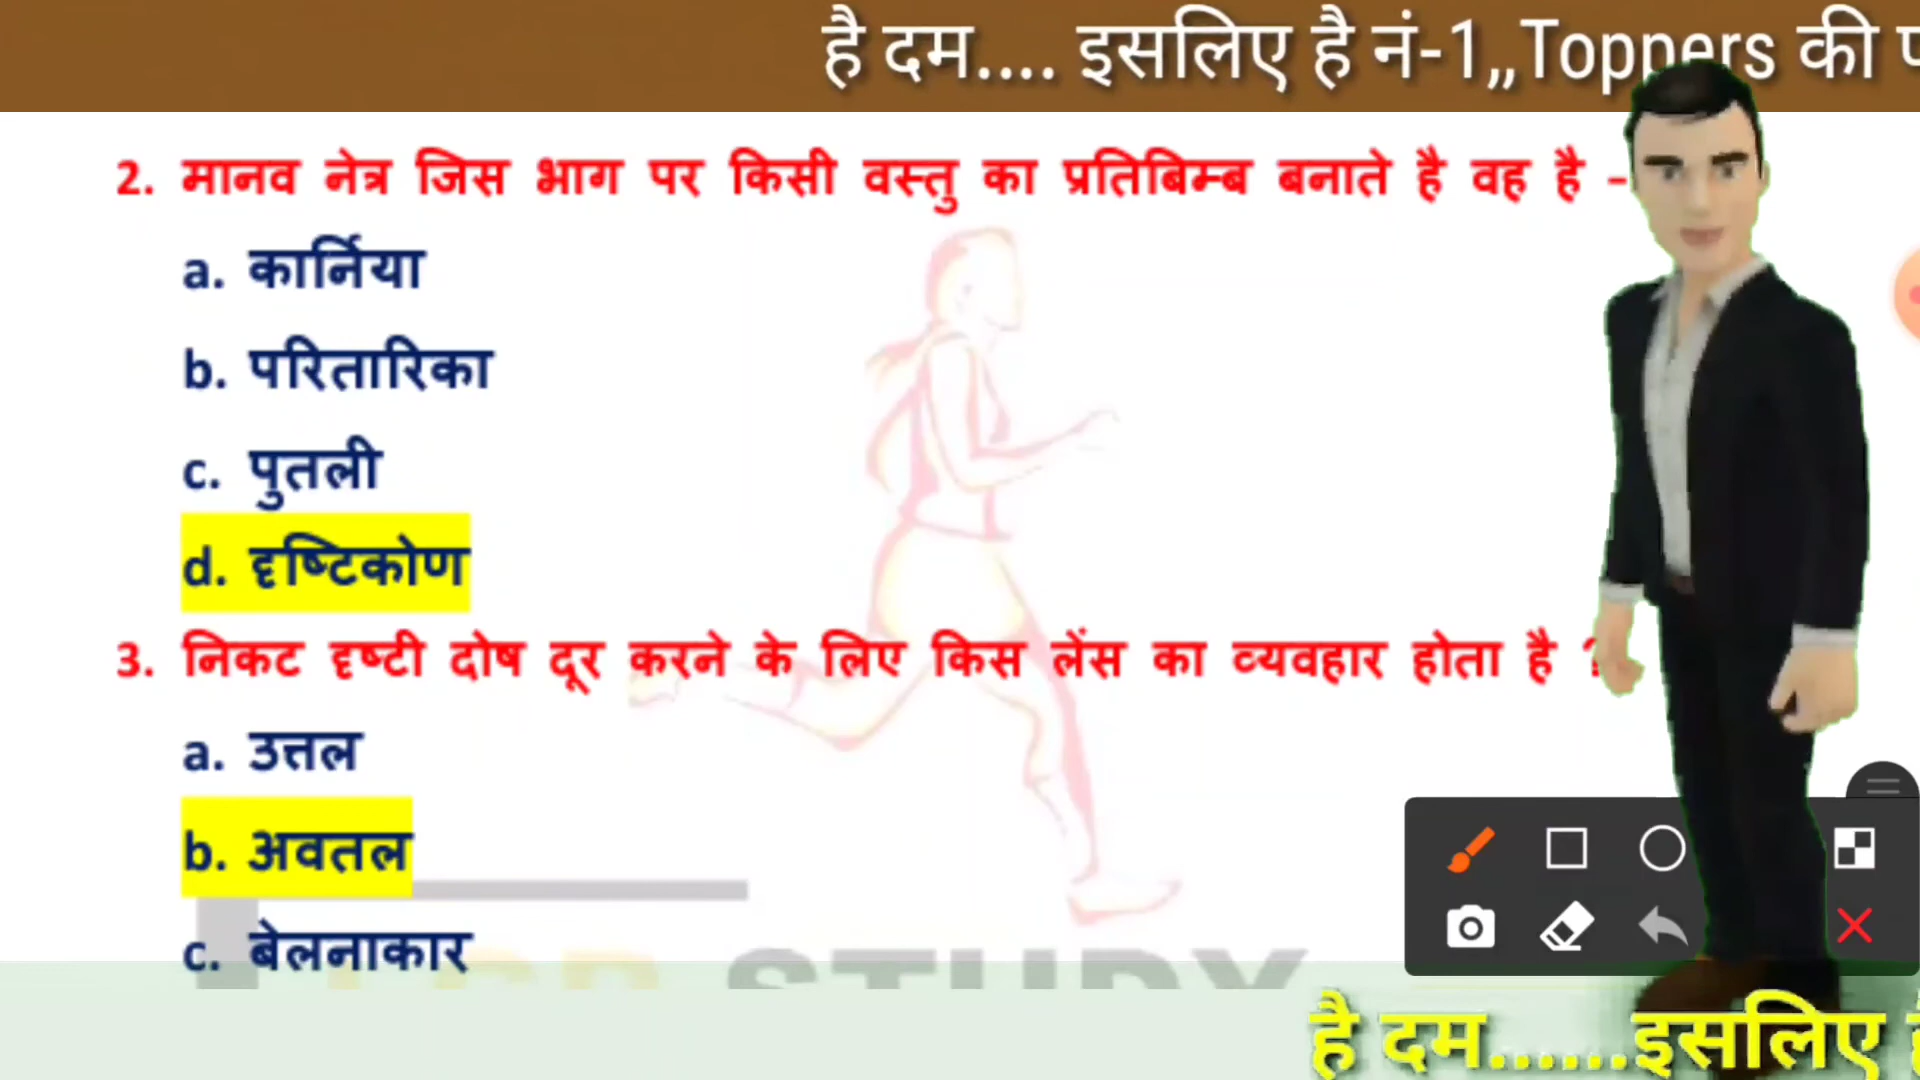 है दम.... इसलिए है नं-1,,Toppers की
2. मानव नेत्र जिस भाग पर किसी वस्तु का प्रतिबिम्ब बनाते है वह है -
a. कार्निया
b. परितारिका
c. पुतली
d. दृष्टिकोण
3. निकट दृष्टी दोष दूर करने के लिए किस लेंस का व्यवहार होता है ?
a. उत्तल
b. अवतल
c. बेलनाकार
STUDY
है दम......इसलिए